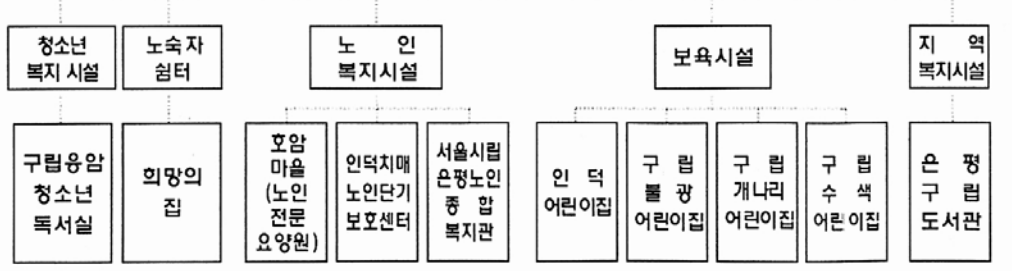 청소년
복지 시설
노숙자
쉼터
노 인
복지시설
보육시설
지 역
복지시설
구립응암
청소년
독서실
희망의
집
호암
마을
(노인
전문
요양원)
인덕치매
노인단기
보호센터
서울시립
은평노인
종 합
복지관
인 덕
어린이집
구 립
불 광
어린이집
구 립
개나리
어린이집
구 립
수 색
어린이집
은 평
구 립
도서관